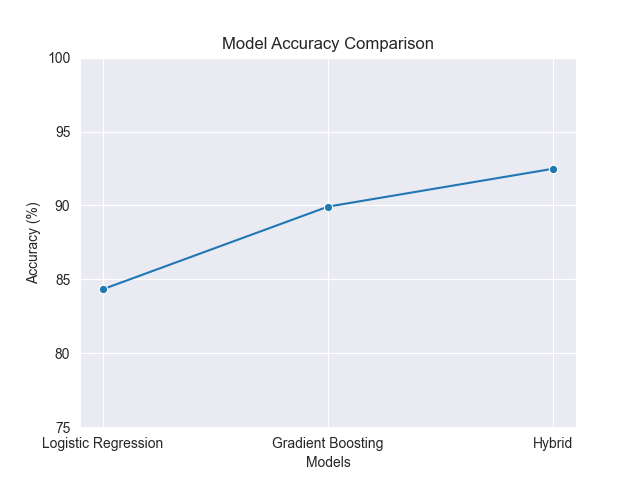 Model Accuracy Comparison
100
95
90
85
80
75
Accuracy (%)
Logistic Regression Gradient Boosting Hybrid
Models